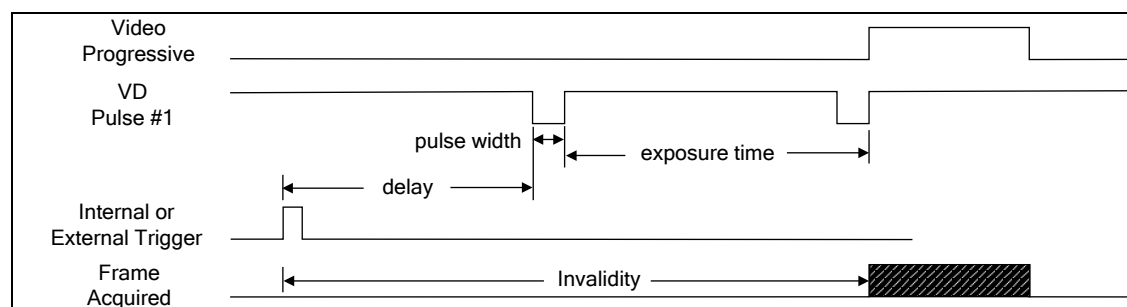 Video
Progressive
VD
Pulse #1
pulse width
exposure time
delay
Internal or
External Trigger
Frame
Acquired
Invalidity